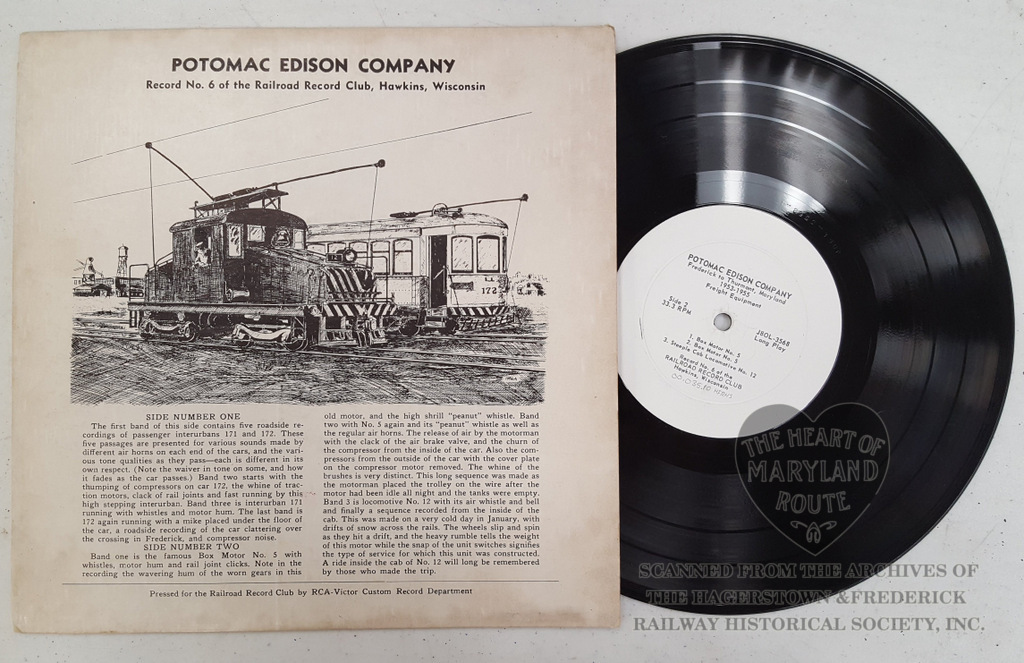 POTOMAC EDISON COMPANY
Record No. 6 of the Railroad Record Club, Hawkins, Wisconsin
172
SIDE NUMBER ONE
The first band of this side contains five roadside re-
cordings of passenger interurbans 171 and 172. These
five passages are presented for various sounds made by
different air horns on each end of the cars, and the vari-
ous tone qualities as they pass—each is different in its
own respect. (Note the waiver in tone on some, and how
it fades as the car passes.) Band two starts with the
thumping of compressors on car 172, the whine of trac-
tion motors, clack of rail joints and fast running by this
high stepping interurban. Band three is interurban 171
running with whistles and motor hum. The last band is
172 again running with a mike placed under the floor of
the car, a roadside recording of the car clattering over
the crossing in Frederick, and compressor noise.
SIDE NUMBER TWO
Band one is the famous Box Motor No. 5 with
whistles, motor hum and rail joint clicks. Note in the
recording the wavering hum of the worn gears in this
old motor, and the high shrill "peanut" whistle. Band
two with No. 5 again and its "peanut" whistle as well as
the regular air horns. The release of air by the motorman
with the clack of the air brake valve, and the churn of
the compressor from the inside of the car. Also the com-
pressors from the outside of the car with the cover plate
on the compressor motor removed. The whine of the
brushes is very distinct. This long sequence was made as
the motorman placed the trolley on the wire after the
motor had been idle all night and the tanks were empty.
Band 3 is locomotive No. 12 with its air whistle and bell
and finally a sequence recorded from the inside of the
cab. This was made on a very cold day in January, with
drifts of snow across the rails. The wheels slip and spin
as they hit a drift, and the heavy rumble tells the weight
of this motor while the snap of the unit switches signifies
the type of service for which this unit was constructed.
A ride inside the cab of No. 12 will long be remembered
by those who made the trip.
Pressed for the Railroad Record Club by RCA-Victor Custom Record Department
POTOMAC EDISON COMPANY
Frederick to Thurmont, Maryland
1953-1955
Freight Equipment
Side 2
33.3 RPM
J8OL-3568
Long Play
1. Box Motor No. 5
2. Box Motor No. 5
3. Steeple Cab Locomotive No. 12
Record No. 6 of the
RAILROAD RECORD CLUB
Hawkins, Wisconsin
THE HEART OF
MARYLAND
ROUTE
SCANNED FROM THE ARCHIVES OF
THE HAGERSTOWN & FREDERICK
RAILWAY HISTORICAL SOCIETY, INC.